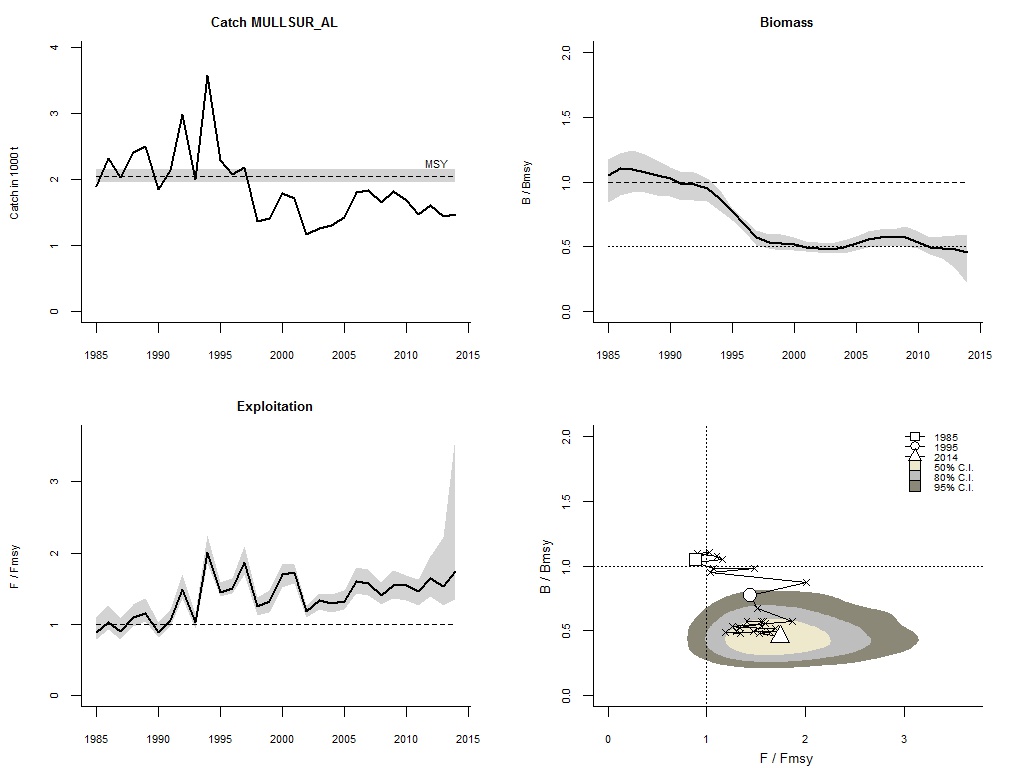 Catch MULLSUR_AL
Catch in 1000 t
4
3
2
1
0
MSY
1985 1990 1995 2000 2005 2010 2015
Biomass
B / Bmsy
2.0
1.5
1.0
0.5
0.0
1985 1990 1995 2000 2005 2010 2015
Exploitation
F / Fmsy
3
2
1
0
1985 1990 1995 2000 2005 2010 2015
B / Bmsy
2.0
1.5
1.0
0.5
0.0
1985
1995
2014
50% C.I.
80% C.I.
95% C.I.
0 1 2 3
F / Fmsy